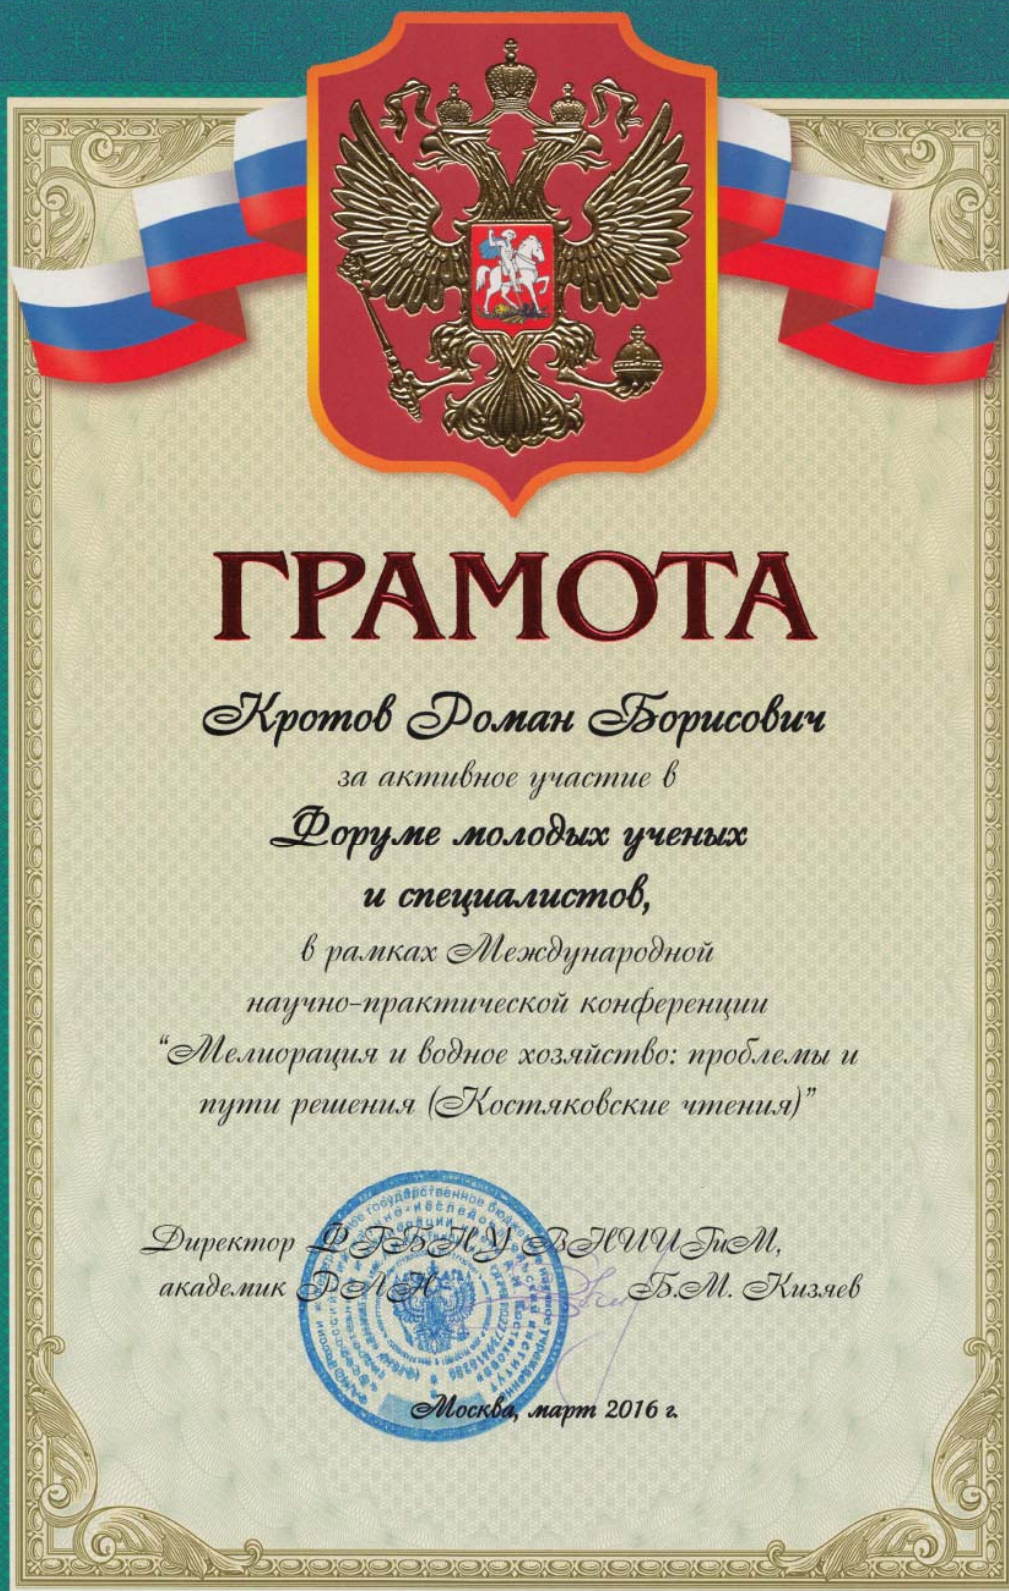 ГРАМОТА
Кротов Роман Борисович
за активное участие в
Форуме молодых ученых
и специалистов,
в рамках Международной
научно-практической конференции
“Мелиорация и водное хозяйство: проблемы и
пути решения (Костяковские чтения)”
Директор ФГБНУ ВНИИГиМ,
академик РАН Б.М. Кизяев
Москва, март 2016 г.